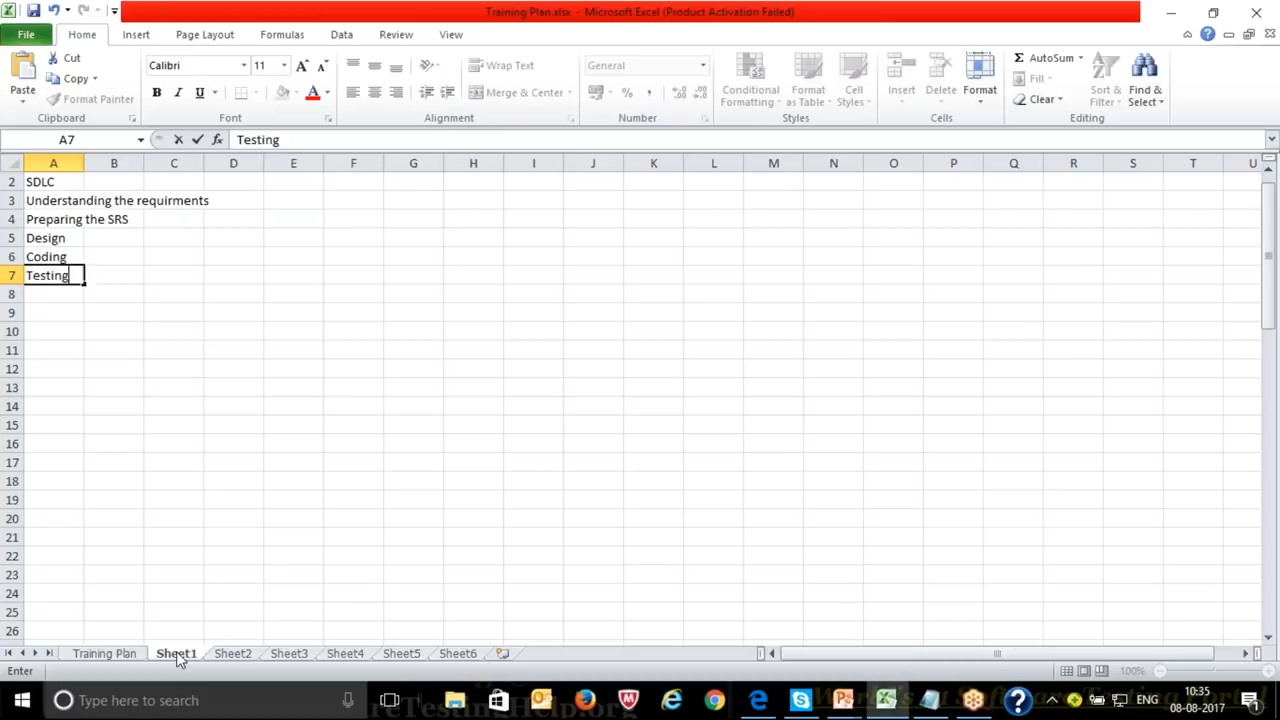 Training Plan.xlsx - Microsoft Excel (Product Activation Failed)
File Home Insert Page Layout Formulas Data Review View
Cut
Copy
Format Painter
Paste
Clipboard
Calibri 11
B I U
Font
Wrap Text
Merge & Center
Alignment
General
Number
Conditional Formatting
Format as Table
Cell Styles
Styles
Insert Delete Format
Cells
AutoSum
Fill
Clear
Sort & Filter
Find & Select
Editing
A7 fx Testing
A B C D E F G H I J K L M N O P Q R S T U
2 SDLC
3 Understanding the requirments
4 Preparing the SRS
5 Design
6 Coding
7 Testing
8
9
10
11
12
13
14
15
16
17
18
19
20
21
22
23
24
25
26
Training Plan Sheet1 Sheet2 Sheet3 Sheet4 Sheet5 Sheet6
Enter 100%
Type here to search
ENG
10:35
08-08-2017